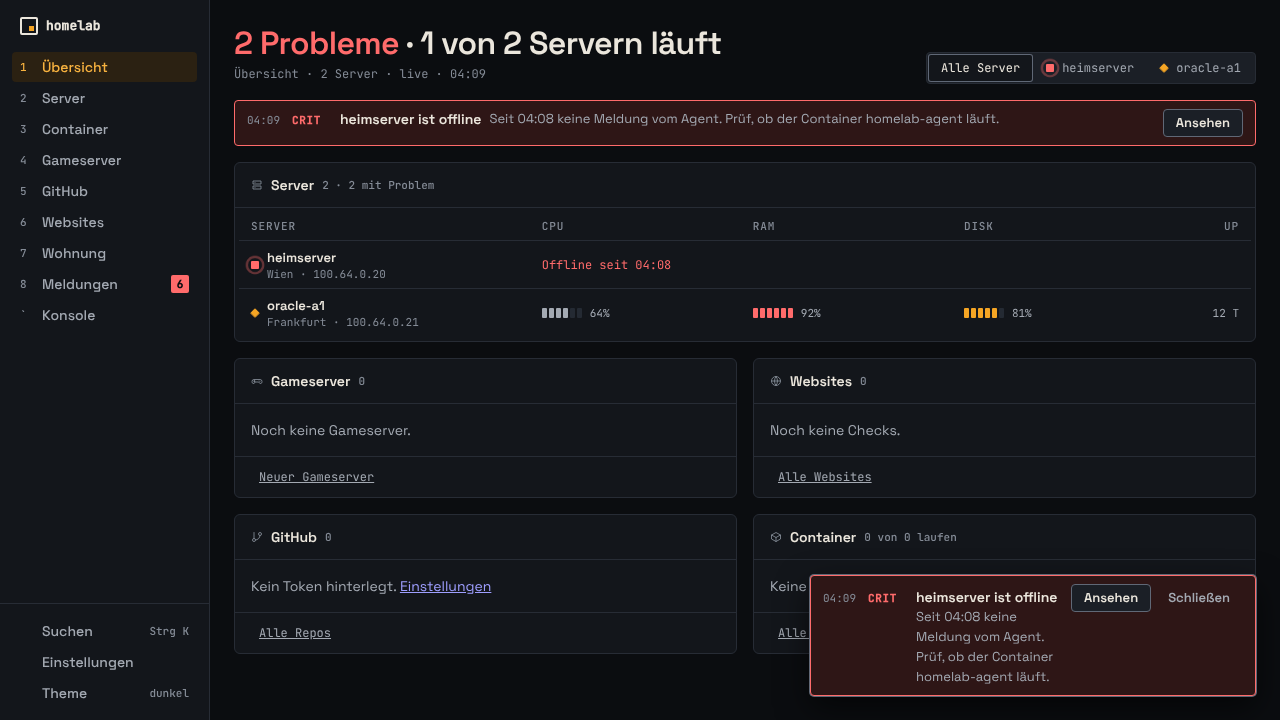 homelab
1 Übersicht
2 Server
3 Container
4 Gameserver
5 GitHub
6 Websites
7 Wohnung
8 Meldungen 6
` Konsole
Suchen Strg K
Einstellungen
Theme dunkel
2 Probleme · 1 von 2 Servern läuft
Übersicht · 2 Server · live · 04:09
Alle Server heimserver oracle-a1
04:09 CRIT heimserver ist offline Seit 04:08 keine Meldung vom Agent. Prüf, ob der Container homelab-agent läuft. Ansehen
Server 2 · 2 mit Problem
SERVER CPU RAM DISK UP
heimserver
Wien · 100.64.0.20
Offline seit 04:08
oracle-a1
Frankfurt · 100.64.0.21
64% 92% 81% 12 T
Gameserver 0
Noch keine Gameserver.
Neuer Gameserver
Websites 0
Noch keine Checks.
Alle Websites
GitHub 0
Kein Token hinterlegt. Einstellungen
Alle Repos
Container 0 von 0 laufen
Keine
Alle
04:09 CRIT heimserver ist offline Ansehen Schließen
Seit 04:08 keine
Meldung vom Agent.
Prüf, ob der Container
homelab-agent läuft.